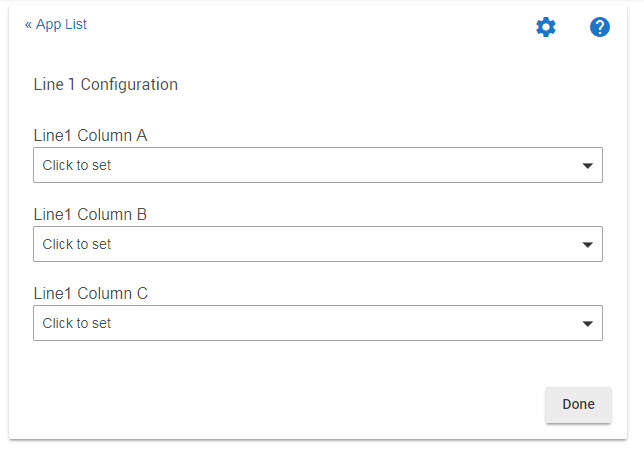 « App List
?
Line 1 Configuration
Line1 Column A
Click to set
Line1 Column B
Click to set
Line1 Column C
Click to set
Done